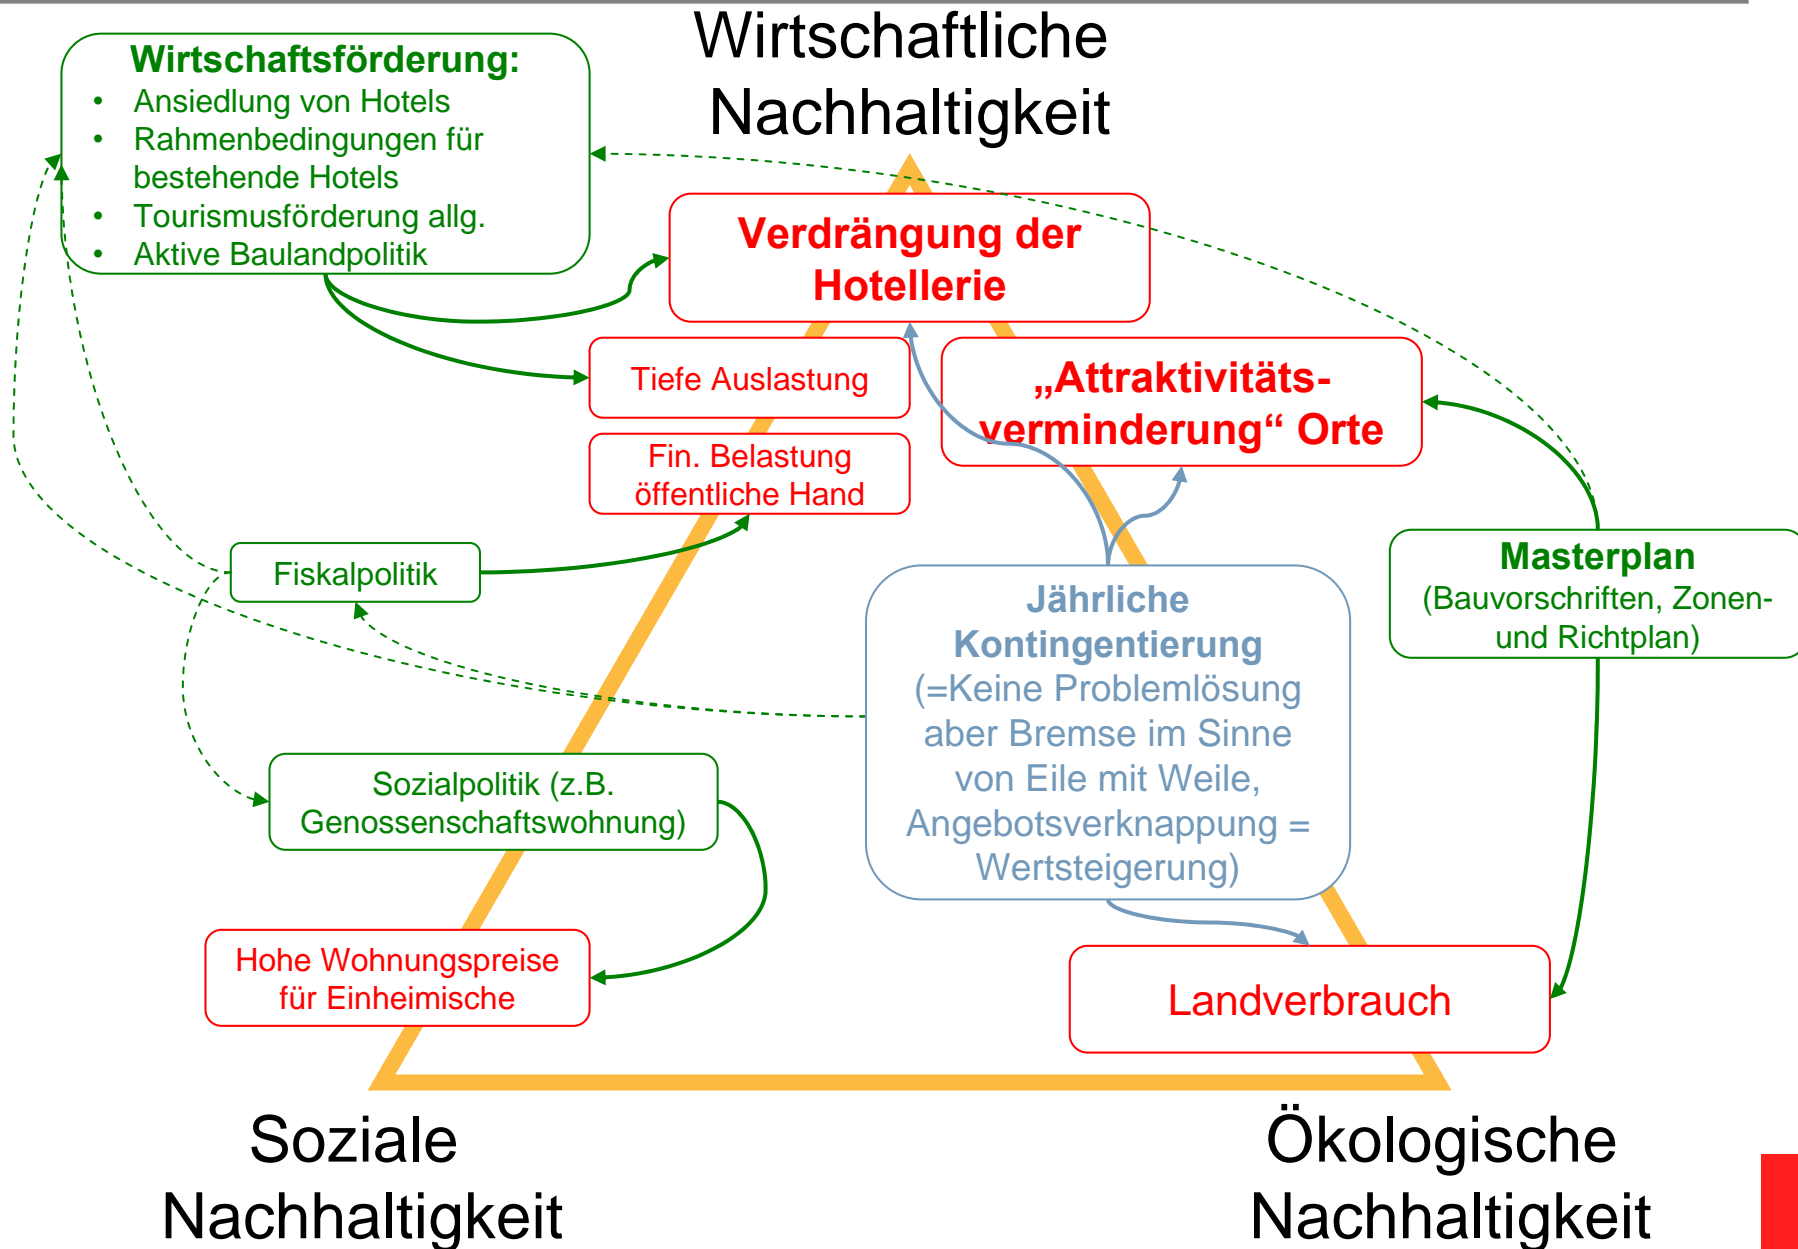 Wirtschaftliche
Nachhaltigkeit
Wirtschaftsförderung:
• Ansiedlung von Hotels
• Rahmenbedingungen für
bestehende Hotels
• Tourismusförderung allg.
• Aktive Baulandpolitik
Verdrängung der
Hotellerie
Tiefe Auslastung
„Attraktivitäts-
verminderung“ Orte
Fin. Belastung
öffentliche Hand
Fiskalpolitik
Masterplan
(Bauvorschriften, Zonen-
und Richtplan)
Jährliche
Kontingentierung
(=Keine Problemlösung
aber Bremse im Sinne
von Eile mit Weile,
Angebotsverknappung =
Wertsteigerung)
Sozialpolitik (z.B.
Genossenschaftswohnung)
Hohe Wohnungspreise
für Einheimische
Landverbrauch
Soziale
Nachhaltigkeit
Ökologische
Nachhaltigkeit